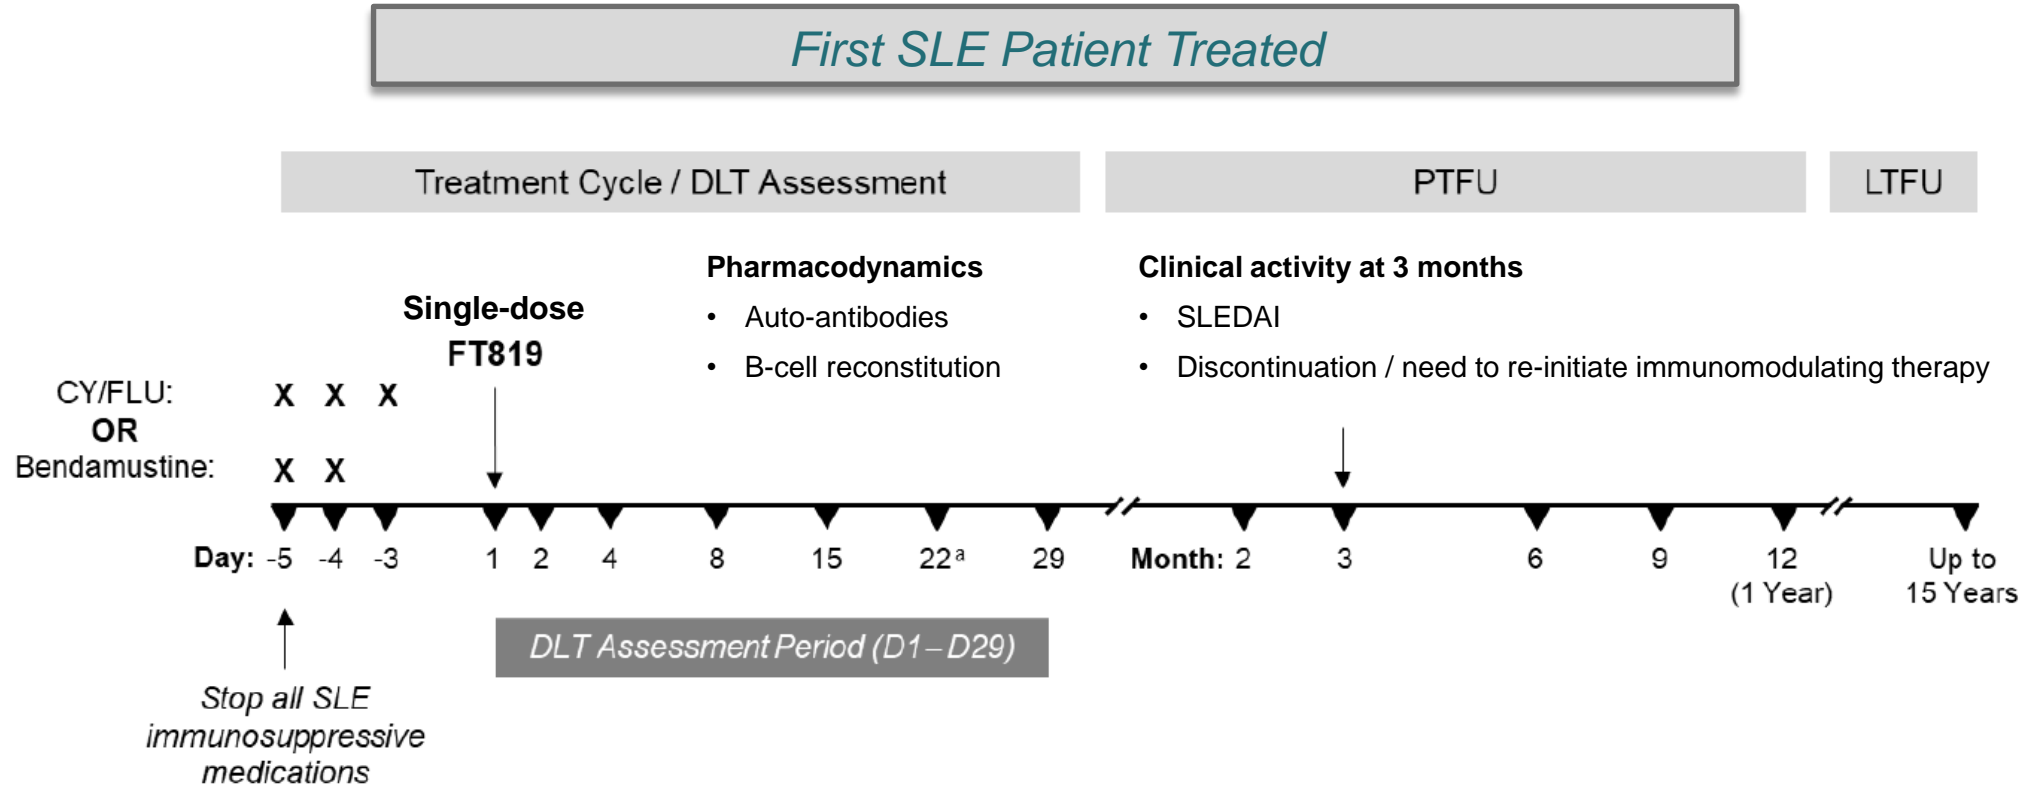 First SLE Patient Treated
Treatment Cycle / DLT Assessment
PTFU
LTFU
Pharmacodynamics
• Auto-antibodies
• B-cell reconstitution
Clinical activity at 3 months
• SLEDAI
• Discontinuation / need to re-initiate immunomodulating therapy
Single-dose
FT819
CY/FLU: X X X
OR
Bendamustine: X X
Day: -5 -4 -3 1 2 4 8 15 22ᵃ 29 Month: 2 3 6 9 12 Up to
(1 Year) 15 Years
DLT Assessment Period (D1–D29)
Stop all SLE
immunosuppressive
medications